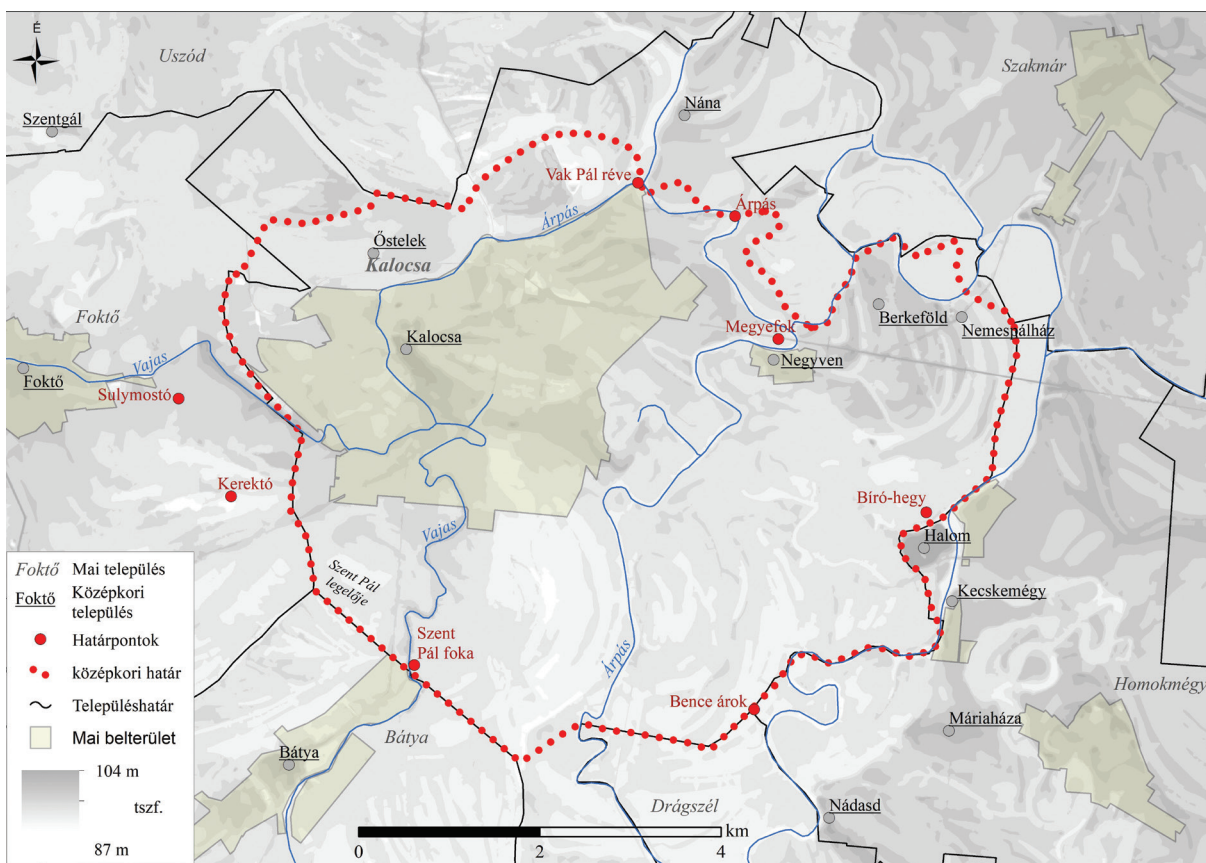 É
Uszód
Szakmár
Szentgál
Nána
Vak Pál réve
Árpás
Árpás
Őstelek
Kalocsa
Berkeföld
Nemespálház
Foktő
Megyefok
Vajas
Kalocsa
Negyven
Foktő
Sulymostó
Kerektó
Bíró-hegy
Vajas
Halom
Szent Pál
legelője
Kecskemégy
Szent
Pál foka
Árpás
Homokmégy
Bence árok
Máriaháza
Bátya
Bátya
Drágszél
Nádasd
Foktő Mai település
Foktő Középkori
település
Határpontok
középkori határ
Településhatár
Mai belterület
104 m
tszf.
87 m
0 2 4
km